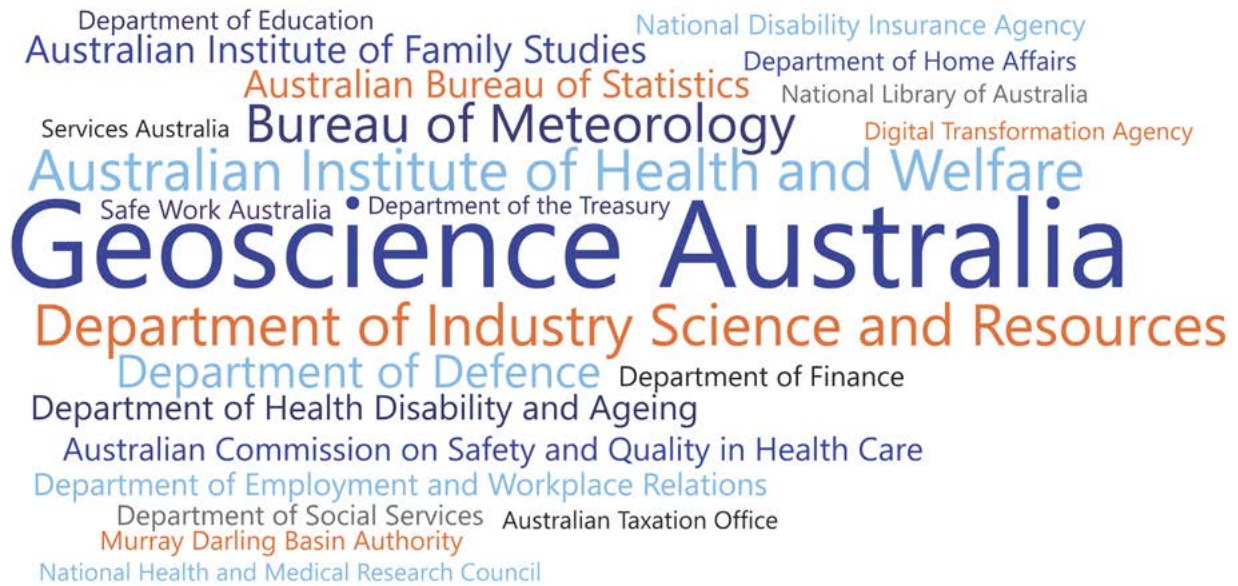 Department of Education
National Disability Insurance Agency
Australian Institute of Family Studies
Department of Home Affairs
Australian Bureau of Statistics
National Library of Australia
Services Australia
Bureau of Meteorology
Digital Transformation Agency
Australian Institute of Health and Welfare
Safe Work Australia
Department of the Treasury
Geoscience Australia
Department of Industry Science and Resources
Department of Defence
Department of Finance
Department of Health Disability and Ageing
Australian Commission on Safety and Quality in Health Care
Department of Employment and Workplace Relations
Department of Social Services
Australian Taxation Office
Murray Darling Basin Authority
National Health and Medical Research Council